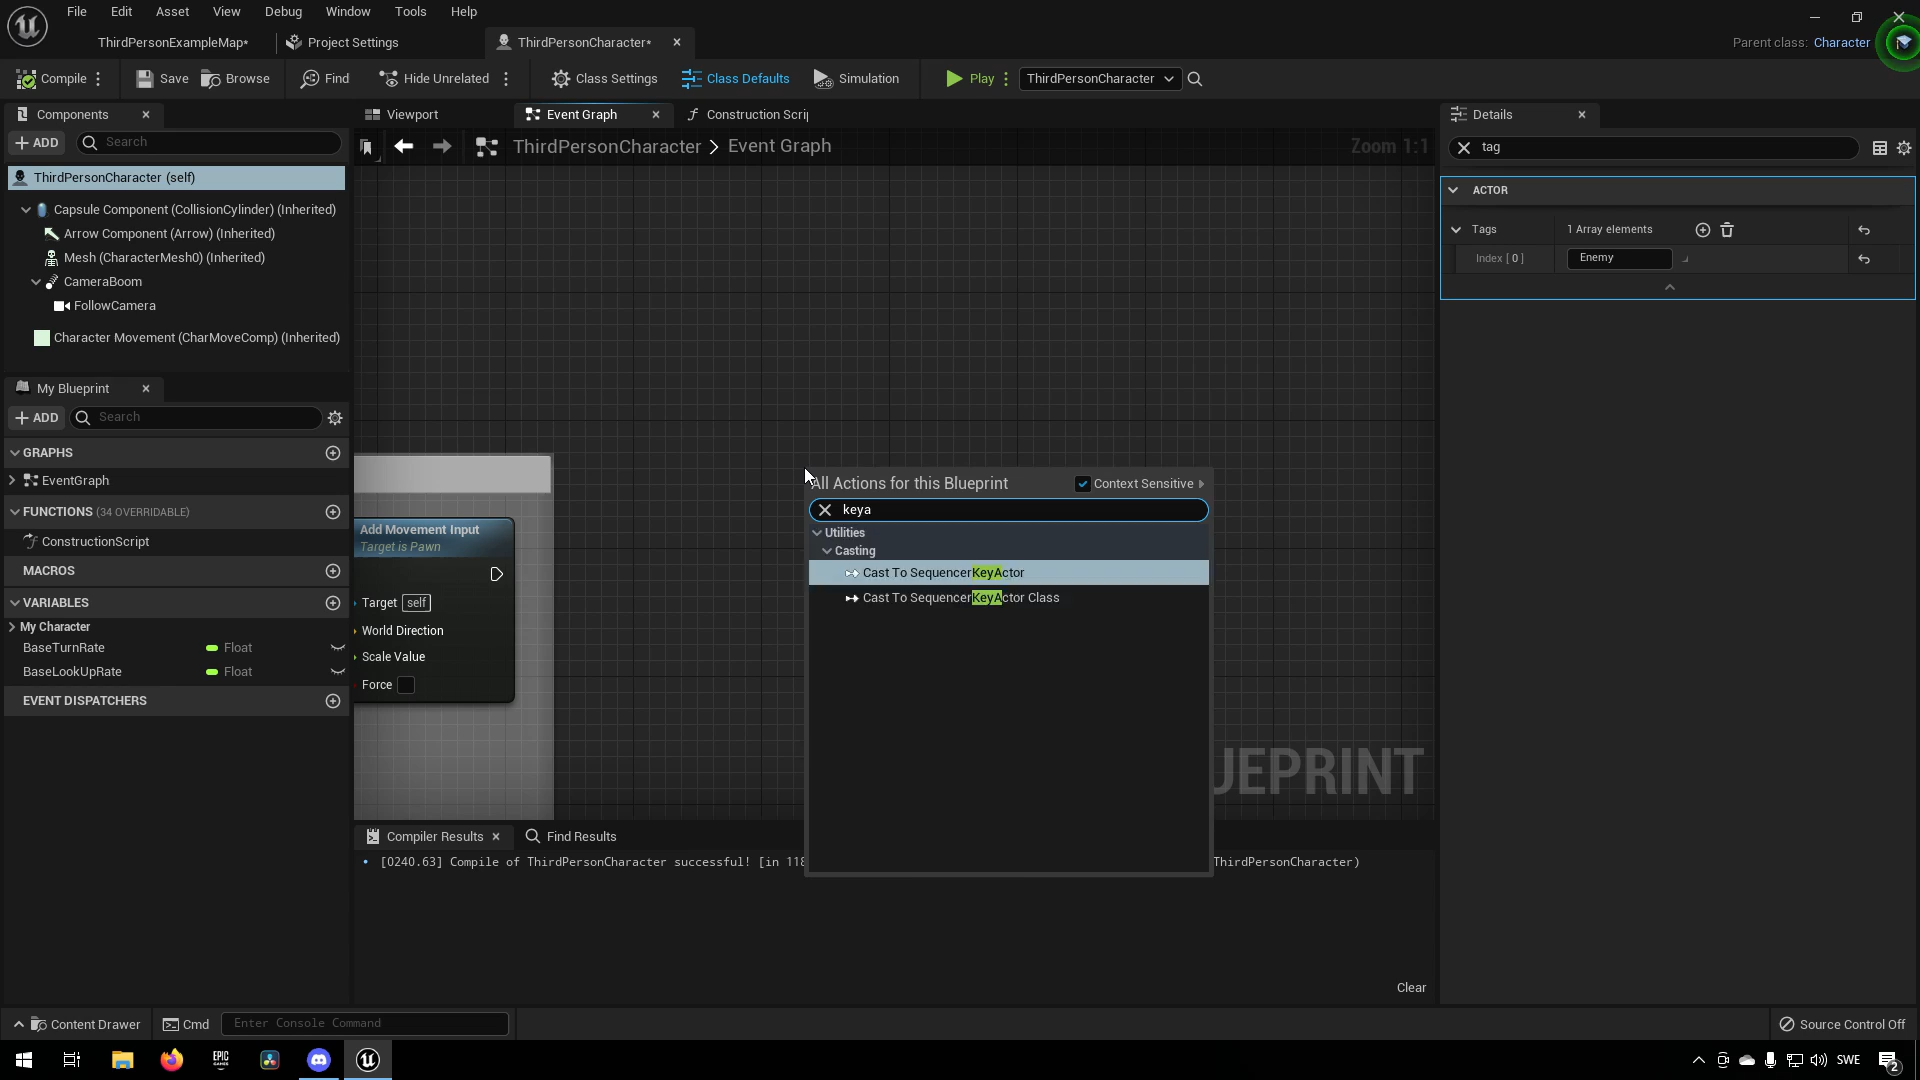 File Edit Asset View Debug Window Tools Help
ThirdPersonExampleMap* Project Settings ThirdPersonCharacter* Parent class: Character
Compile Save Browse Find Hide Unrelated Class Settings Class Defaults Simulation Play ThirdPersonCharacter
Components
ADD Search
ThirdPersonCharacter (self)
Capsule Component (CollisionCylinder) (Inherited)
Arrow Component (Arrow) (Inherited)
Mesh (CharacterMesh0) (Inherited)
CameraBoom
FollowCamera
Character Movement (CharMoveComp) (Inherited)
My Blueprint
ADD Search
GRAPHS
EventGraph
FUNCTIONS (34 OVERRIDABLE)
ConstructionScript
MACROS
VARIABLES
My Character
BaseTurnRate Float
BaseLookUpRate Float
EVENT DISPATCHERS
Viewport Event Graph Construction Scrip
ThirdPersonCharacter > Event Graph Zoom 1:1
Add Movement Input
Target is Pawn
Target self
World Direction
Scale Value
Force
All Actions for this Blueprint Context Sensitive
keya
Utilities
Casting
Cast To SequencerKeyActor
Cast To SequencerKeyActor Class
UEPRINT
Compiler Results Find Results
[0240.63] Compile of ThirdPersonCharacter successful! [in 118 ThirdPersonCharacter)
Clear
Details
tag
ACTOR
Tags 1 Array elements
Index [ 0 ] Enemy
Content Drawer Cmd Enter Console Command Source Control Off
EPIC GAMES SWE 2